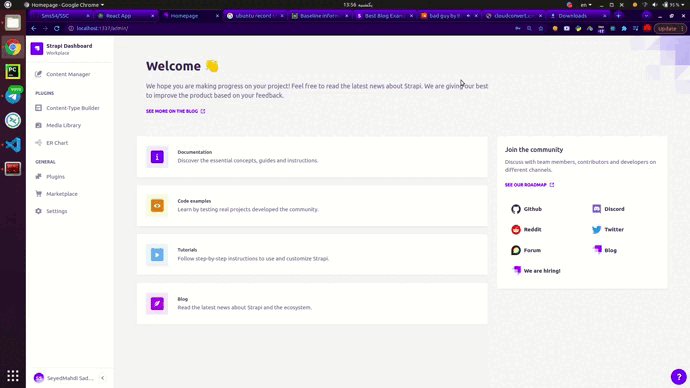 Homepage - Google Chrome
یکشنبه 13:56
en
35 %
Sms54/SSC
React App
Homepage
ubuntu record s
Best Blog Exam
bad guy by B
cloudconvert.c
Downloads
localhost:1337/admin/
Update
Strapi Dashboard
Workplace
Content Manager
PLUGINS
Content-Type Builder
Media Library
ER Chart
GENERAL
Plugins
Marketplace
Settings
SeyedMahdi Sad...
Welcome 👋
We hope you are making progress on your project! Feel free to read the latest news about Strapi. We are giving our best
to improve the product based on your feedback.
SEE MORE ON THE BLOG
Documentation
Discover the essential concepts, guides and instructions.
Code examples
Learn by testing real projects developed the community.
Tutorials
Follow step-by-step instructions to use and customize Strapi.
Blog
Read the latest news about Strapi and the ecosystem.
Join the community
Discuss with team members, contributors and developers on
different channels.
SEE OUR ROADMAP
Github
Discord
Reddit
Twitter
Forum
Blog
We are hiring!
?